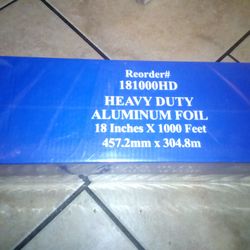 Reorder#
181000HD
HEAVY DUTY
ALUMINUM FOIL
18 Inches X 1000 Feet
457.2mm x 304.8m